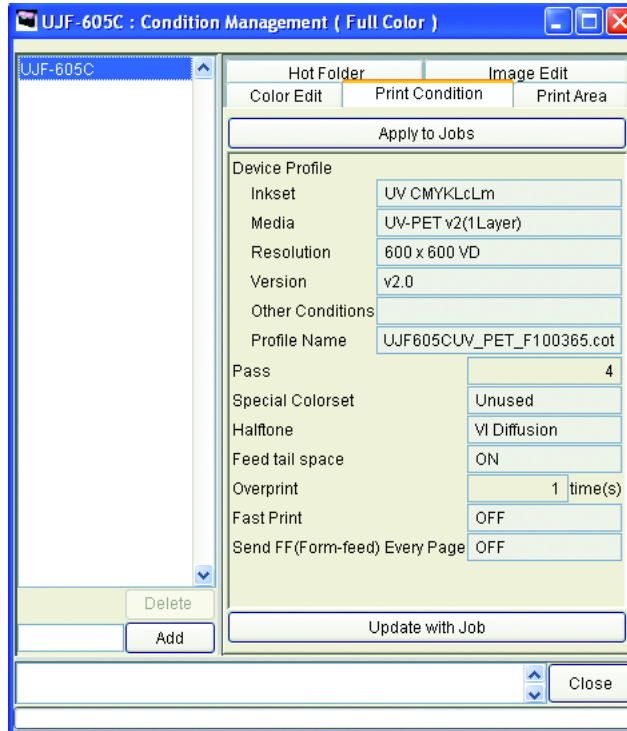 UJF-605C : Condition Management ( Full Color )
UJF-605C
Hot Folder Image Edit
Color Edit Print Condition Print Area
Apply to Jobs
Device Profile
Inkset UV CMYKLcLm
Media UV-PET v2(1Layer)
Resolution 600 x 600 VD
Version v2.0
Other Conditions
Profile Name UJF605CUV_PET_F100365.cot
Pass 4
Special Colorset Unused
Halftone VI Diffusion
Feed tail space ON
Overprint 1 time(s)
Fast Print OFF
Send FF(Form-feed) Every Page OFF
Delete
Add
Update with Job
Close